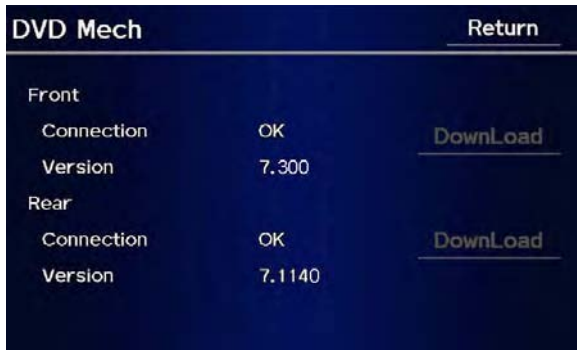 DVD Mech Return
Front
Connection OK DownLoad
Version 7.300
Rear
Connection OK DownLoad
Version 7.1140